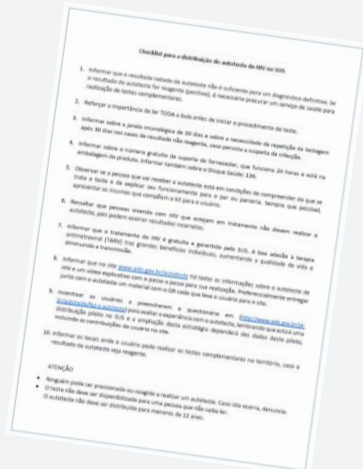 Checklist para a distribuição do autoteste de HIV no SUS
1. Informar que o resultado isolado do autoteste não é suficiente para um diagnóstico definitivo. Se
o resultado do autoteste for reagente (positivo), é necessário procurar um serviço de saúde para
realização de testes complementares.
2. Reforçar a importância de ler TODA a bula antes de iniciar o procedimento do teste.
3. Informar sobre a janela imunológica de 30 dias e sobre a necessidade de repetição da testagem
após 30 dias nos casos de resultado não reagente, caso persista a suspeita de infecção.
4. Informar sobre o número gratuito de suporte do fornecedor, que funciona 24 horas e está na
embalagem do produto. Informar também sobre o Disque Saúde: 136.
5. Observar se a pessoa que vai receber o autoteste está em condições de compreender do que se
trata o teste e de explicar seu funcionamento para o par ou parceria. Sempre que possível,
apresentar os insumos que compõem o kit para o usuário.
6. Ressaltar que pessoas vivendo com HIV que estejam em tratamento não devem realizar o
autoteste, pois podem ocorrer resultados incorretos.
7. Informar que o tratamento do HIV é gratuito e garantido pelo SUS. A boa adesão à terapia
antirretroviral (TARV) traz grandes benefícios individuais, aumentando a qualidade de vida e
diminuindo a transmissão.
8. Informar que no site www.aids.gov.br/autoteste há todas as informações sobre o autoteste de
HIV e um vídeo explicativo com o passo a passo para sua realização. Preferencialmente entregar
junto com o autoteste um material com o QR code que leve o usuário para o site.
9. Incentivar os usuários a preencherem o questionário em
para avaliar a experiência com o autoteste, lembrando que esta é uma
distribuição piloto no SUS e a ampliação desta estratégia dependerá dos dados deste piloto,
incluindo as contribuições do usuário no site.
10. Informar os locais onde o usuário pode realizar os testes complementares no território, caso o
resultado do autoteste seja reagente.
ATENÇÃO
• Ninguém pode ser pressionado ou coagido a realizar um autoteste. Caso isto ocorra, denuncie.
• O teste não deve ser disponibilizado para uma pessoa que não saiba ler.
O autoteste não deve ser distribuído para menores de 12 anos.